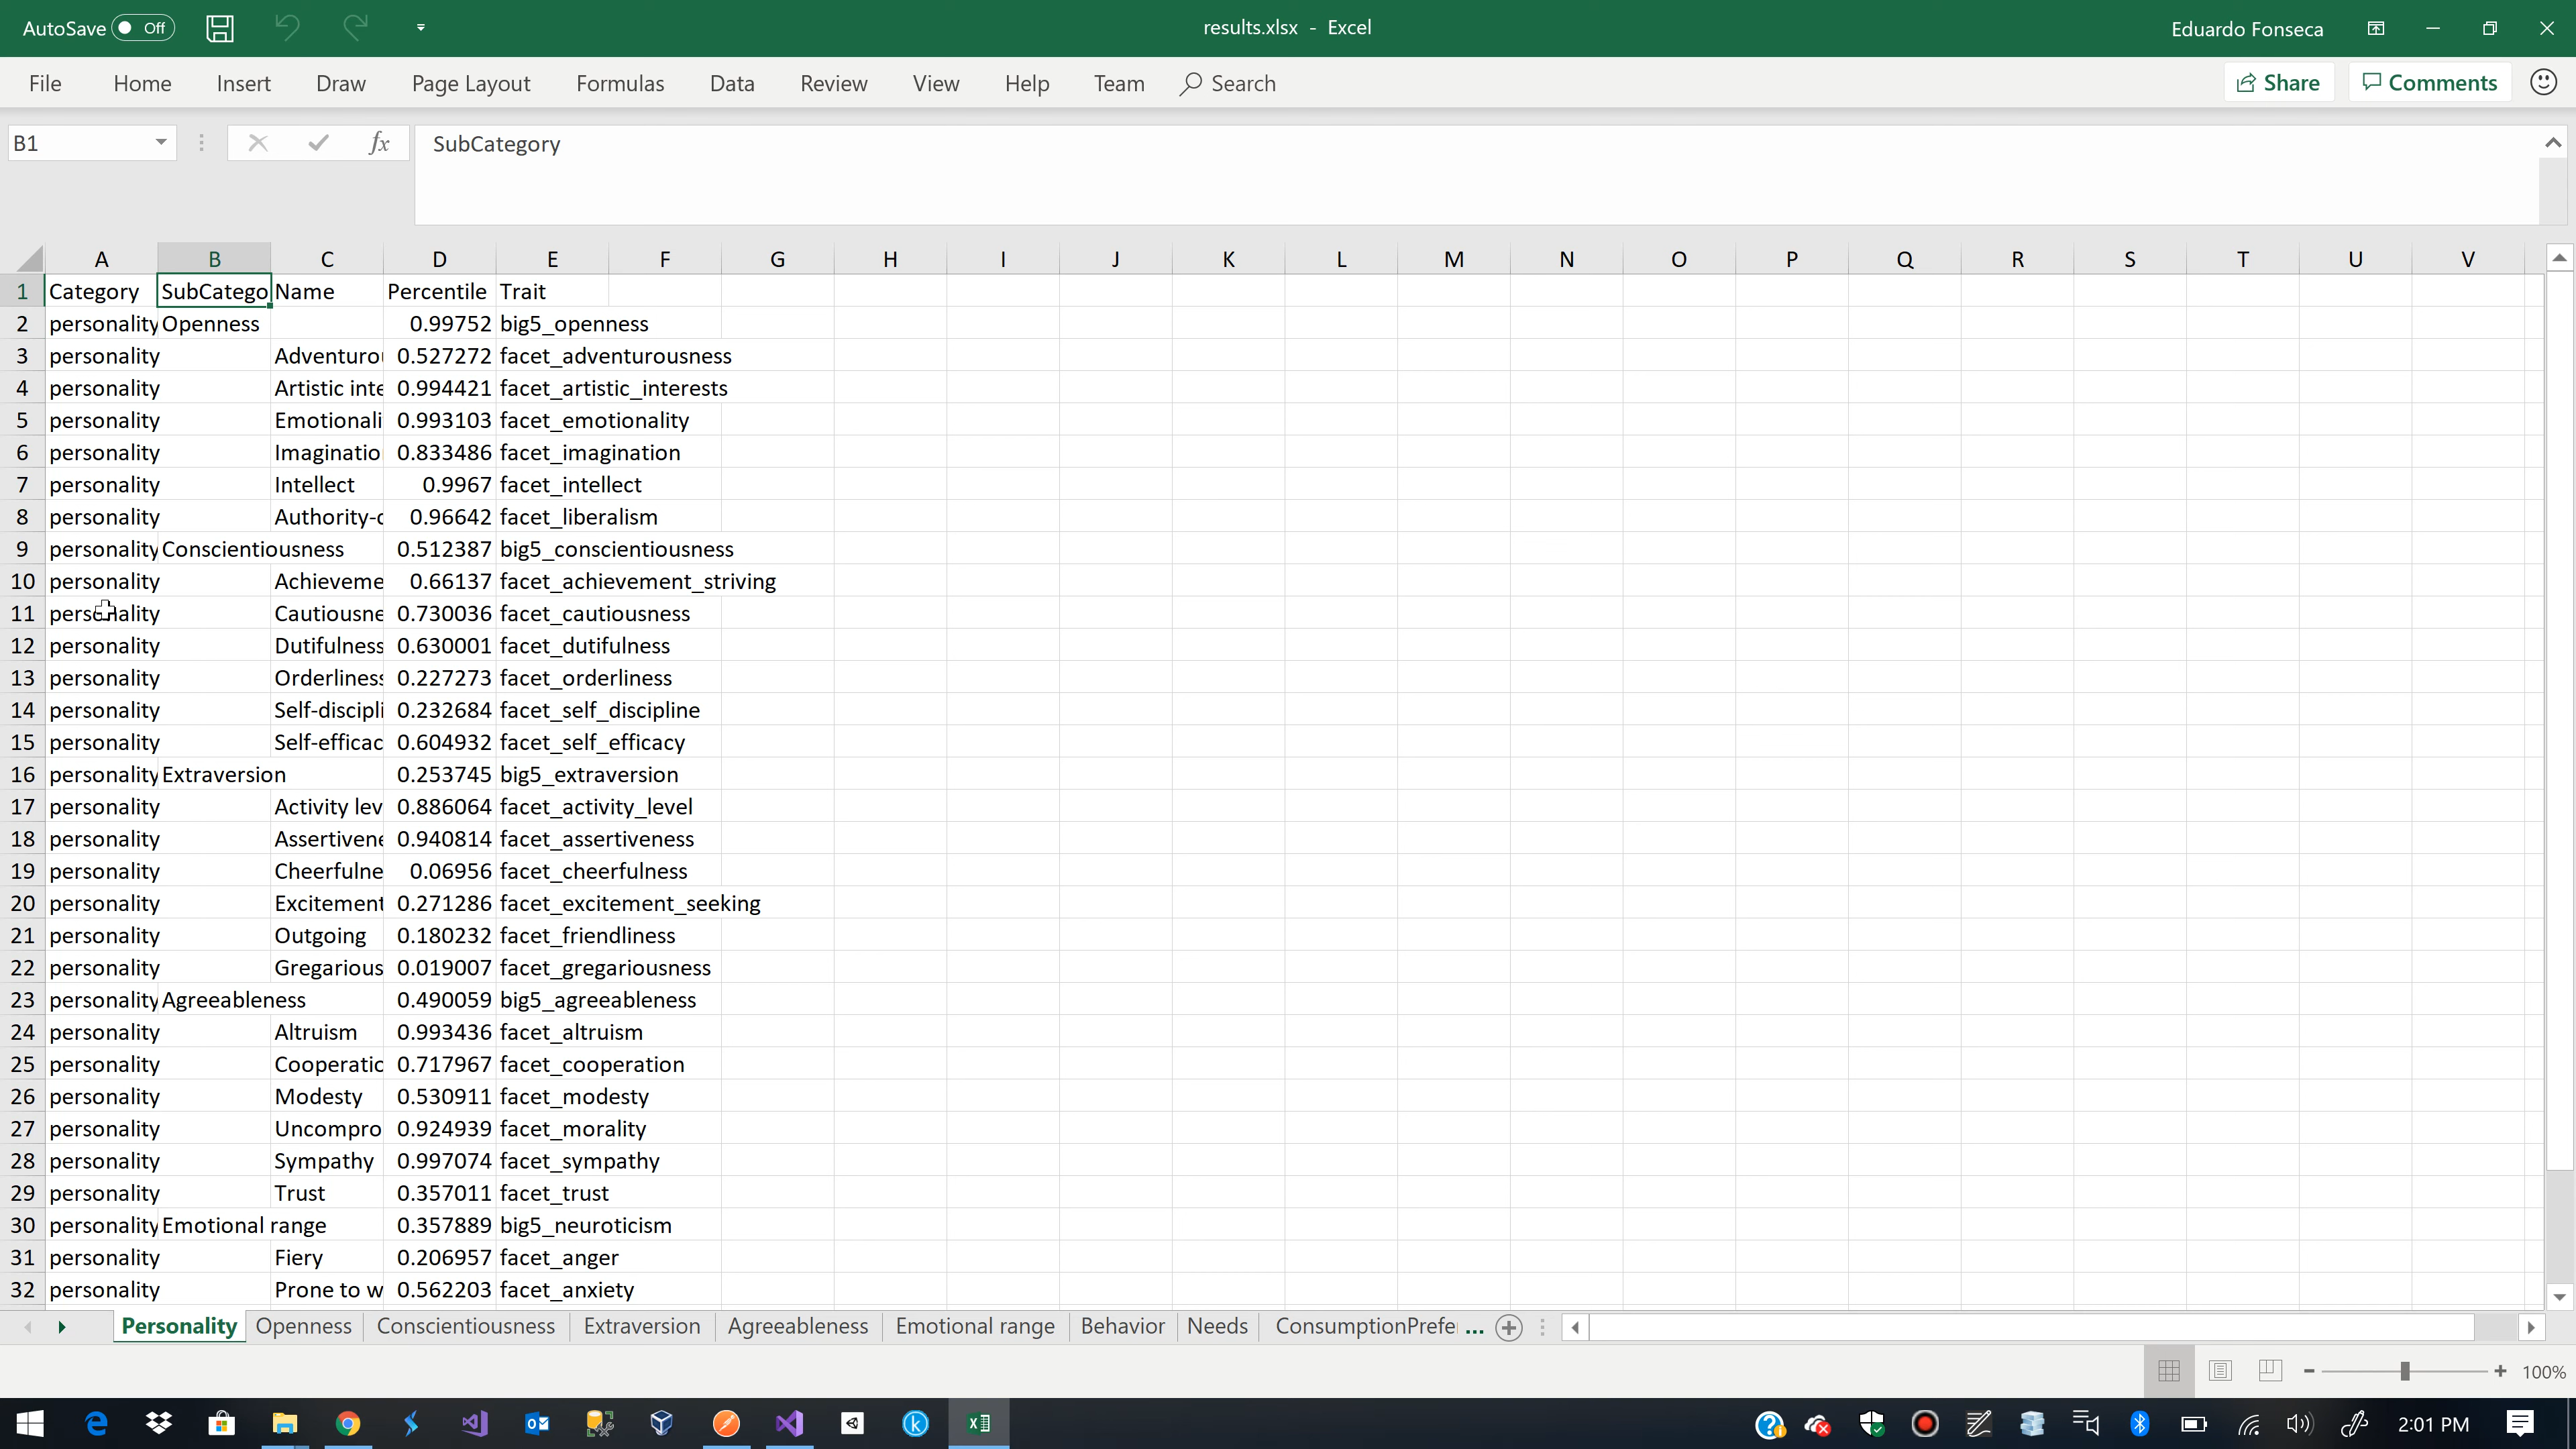 AutoSave Off results.xlsx - Excel Eduardo Fonseca
File Home Insert Draw Page Layout Formulas Data Review View Help Team Search Share Comments
B1 fx SubCategory
A B C D E F G H I J K L M N O P Q R S T U V
1 Category SubCatego Name Percentile Trait
2 personality Openness 0.99752 big5_openness
3 personality Adventurou 0.527272 facet_adventurousness
4 personality Artistic inte 0.994421 facet_artistic_interests
5 personality Emotionali 0.993103 facet_emotionality
6 personality Imaginatio 0.833486 facet_imagination
7 personality Intellect 0.9967 facet_intellect
8 personality Authority-c 0.96642 facet_liberalism
9 personality Conscientiousness 0.512387 big5_conscientiousness
10 personality Achieveme 0.66137 facet_achievement_striving
11 personality Cautiousne 0.730036 facet_cautiousness
12 personality Dutifulness 0.630001 facet_dutifulness
13 personality Orderliness 0.227273 facet_orderliness
14 personality Self-discipli 0.232684 facet_self_discipline
15 personality Self-efficac 0.604932 facet_self_efficacy
16 personality Extraversion 0.253745 big5_extraversion
17 personality Activity lev 0.886064 facet_activity_level
18 personality Assertivene 0.940814 facet_assertiveness
19 personality Cheerfulne 0.06956 facet_cheerfulness
20 personality Excitement 0.271286 facet_excitement_seeking
21 personality Outgoing 0.180232 facet_friendliness
22 personality Gregarious 0.019007 facet_gregariousness
23 personality Agreeableness 0.490059 big5_agreeableness
24 personality Altruism 0.993436 facet_altruism
25 personality Cooperatio 0.717967 facet_cooperation
26 personality Modesty 0.530911 facet_modesty
27 personality Uncompro 0.924939 facet_morality
28 personality Sympathy 0.997074 facet_sympathy
29 personality Trust 0.357011 facet_trust
30 personality Emotional range 0.357889 big5_neuroticism
31 personality Fiery 0.206957 facet_anger
32 personality Prone to w 0.562203 facet_anxiety
Personality Openness Conscientiousness Extraversion Agreeableness Emotional range Behavior Needs ConsumptionPrefe ...
100%
2:01 PM